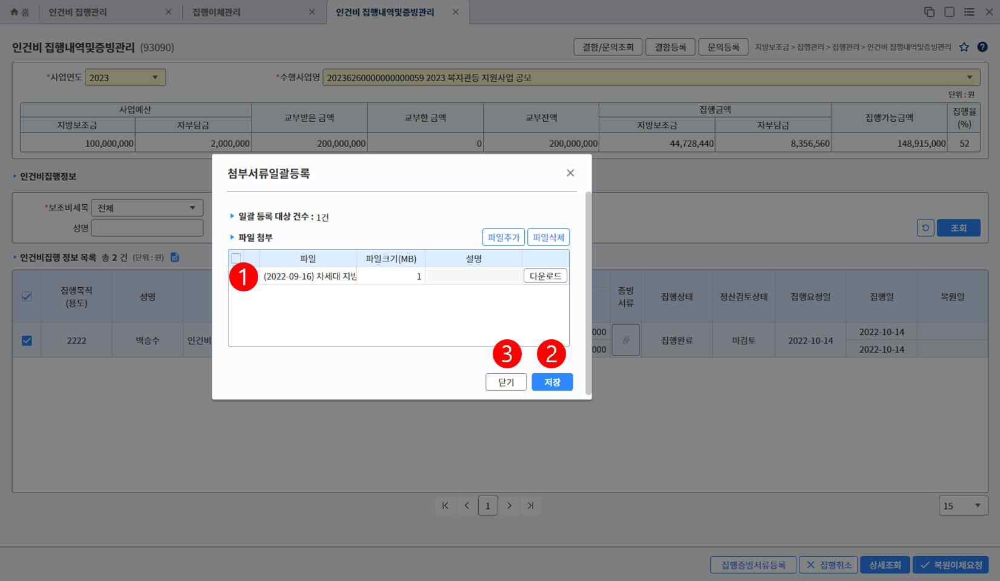 홈 인건비 집행관리 집행이체관리 인건비 집행내역및증빙관리
인건비 집행내역및증빙관리 (93090) 결함/문의조회 결함등록 문의등록 지방보조금 > 집행관리 > 집행관리 > 인건비 집행내역및증빙관리 ?
*사업연도 2023 *수행사업명 20236260000000000059 2023 복지관등 지원사업 공모
단위 : 원
사업예산 교부받은 금액 교부한 금액 교부잔액 집행금액 집행가능금액 집행율
지방보조금 자부담금 지방보조금 자부담금 (%)
100,000,000 2,000,000 200,000,000 0 200,000,000 44,728,440 8,356,560 148,915,000 52
인건비집행정보
*보조비세목 전체
성명 조회
인건비집행 정보 목록 총 2 건 (단위 : 원)
집행목적
(용도) 성명 증빙
서류 집행상태 정산검토상태 집행요청일 집행일 복원일
2222 백승수 인건비 000 집행완료 미검토 2022-10-14 2022-10-14
000 2022-10-14
첨부서류일괄등록
일괄 등록 대상 건수 : 1건
파일 첨부 파일추가 파일삭제
파일 파일크기(MB) 설명
1 (2022-09-16) 차세대 지방 1 다운로드
3 2
닫기 저장
1 15
집행증빙서류등록 집행취소 상세조회 복원이체요청